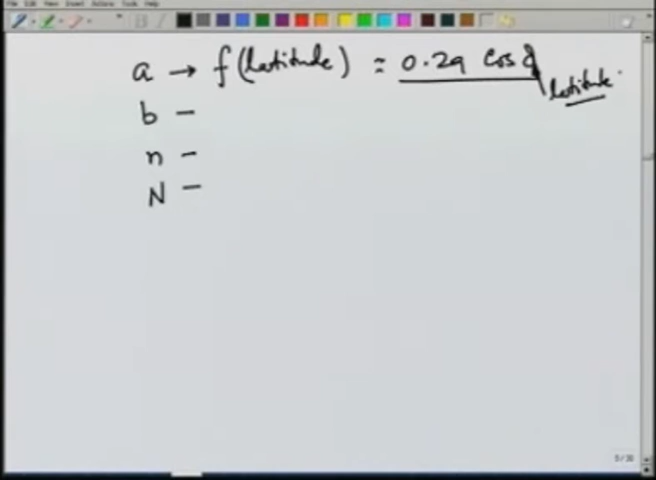 a → f(latitude) = 0.29 cos ϕ
latitude
b -
n -
N -